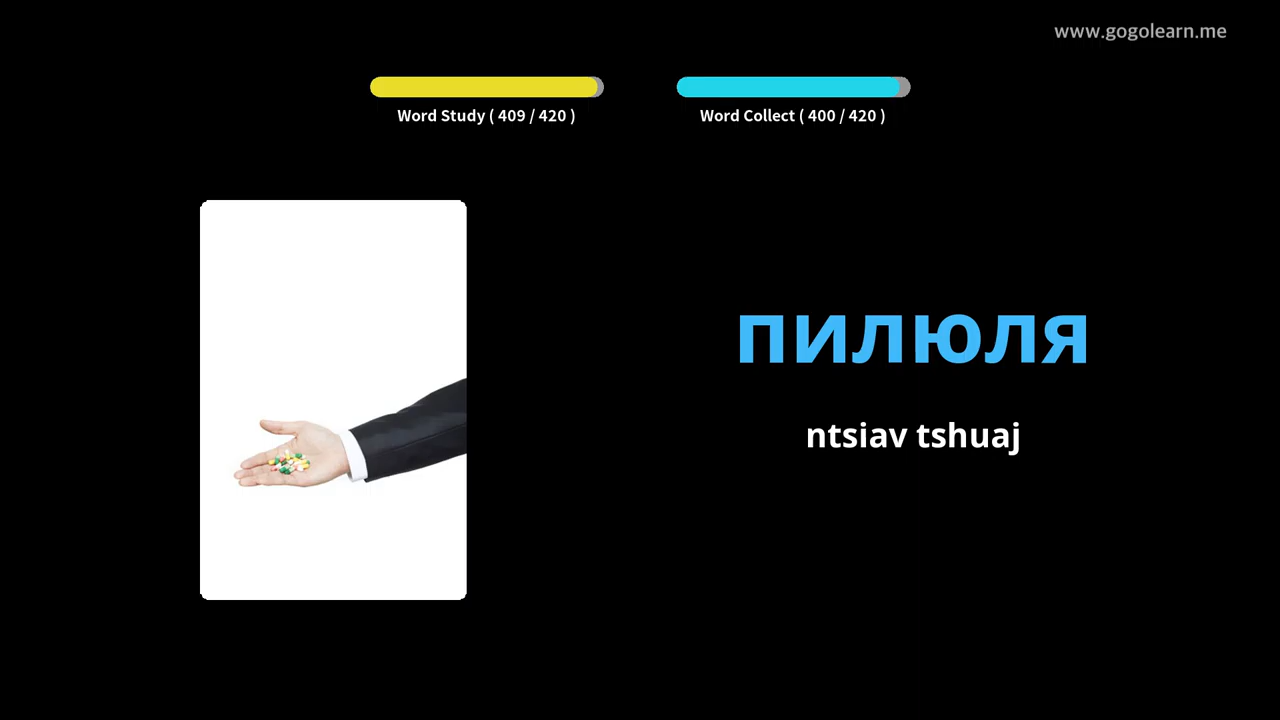 www.gogolearn.me
Word Study ( 409 / 420 )
Word Collect ( 400 / 420 )
пилюля
ntsiav tshuaj